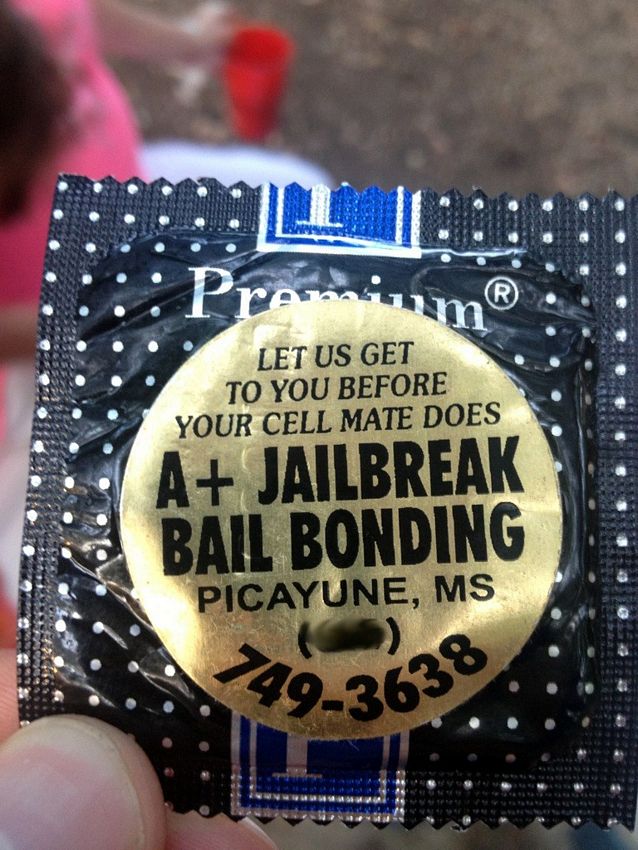 Premium®
LET US GET
TO YOU BEFORE
YOUR CELL MATE DOES
A+ JAILBREAK
BAIL BONDING
PICAYUNE, MS
( )
749-3638